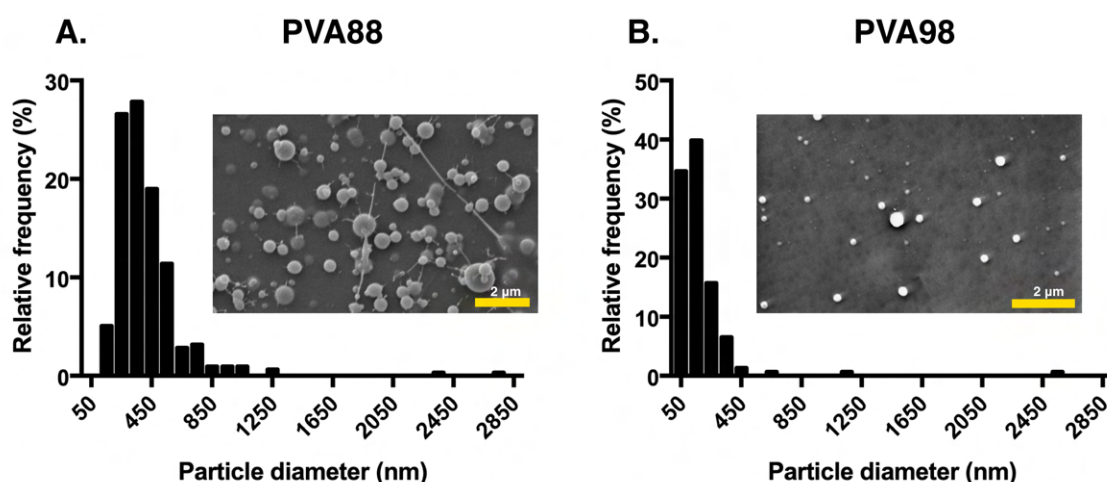 A. PVA88
Relative frequency (%)
30
20
10
0
2 µm
50 450 850 1250 1650 2050 2450 2850
Particle diameter (nm)
B. PVA98
Relative frequency (%)
50
40
30
20
10
0
2 µm
50 450 850 1250 1650 2050 2450 2850
Particle diameter (nm)